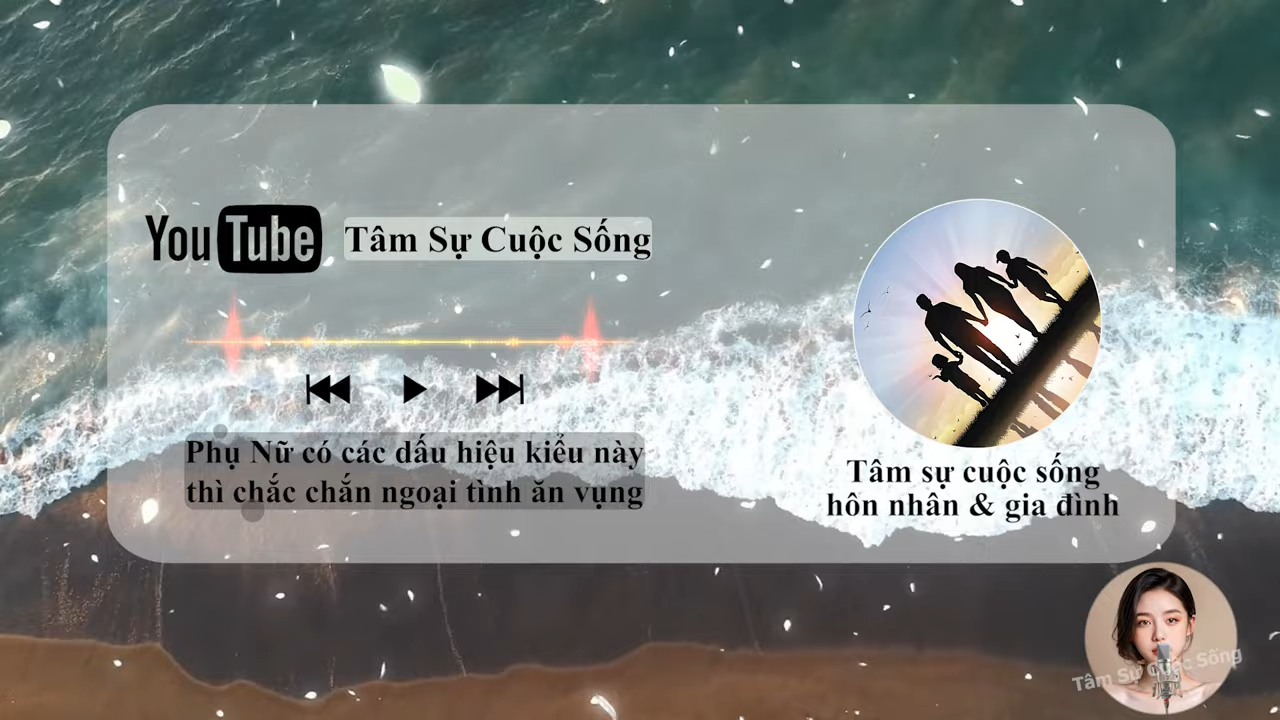 YouTube
Tâm Sự Cuộc Sống
Phụ Nữ có các dấu hiệu kiểu này
thì chắc chắn ngoại tình ăn vụng
Tâm sự cuộc sống
hôn nhân & gia đình
Tâm Sự Cuộc Sống